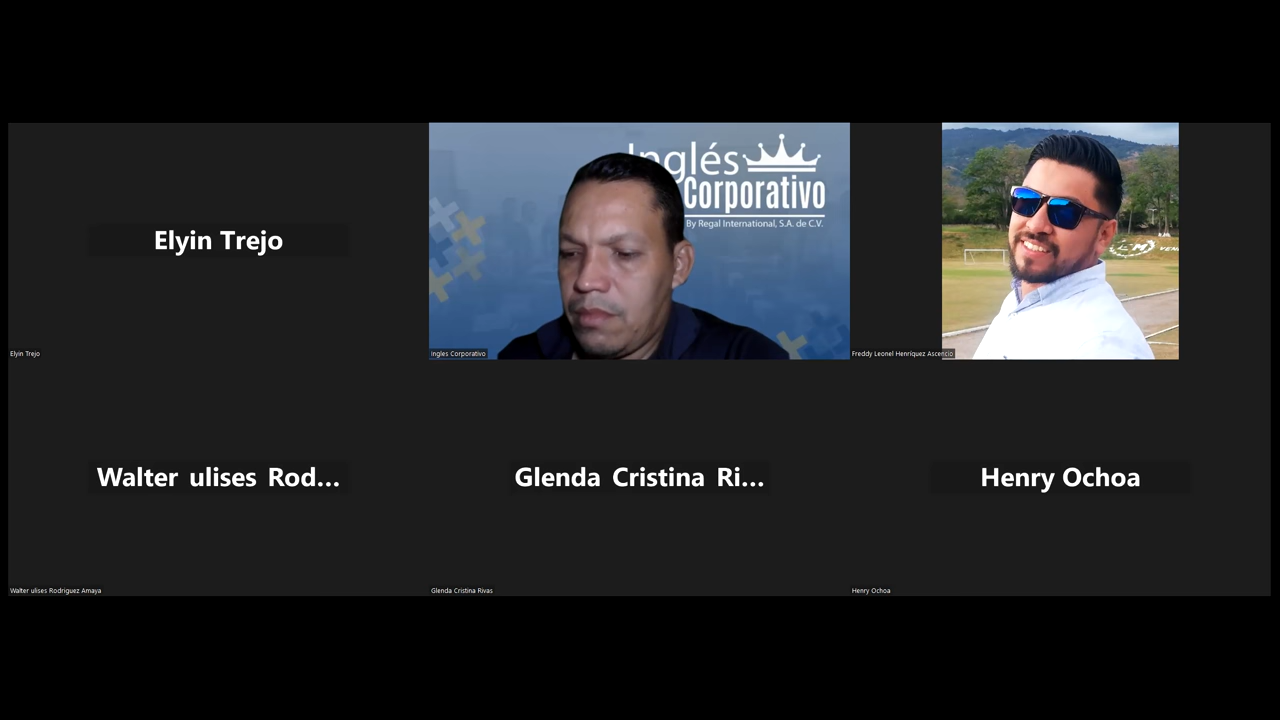 Elyin Trejo
Elyin Trejo
Inglés
Corporativo
By Regal International, S.A. de C.V.
Ingles Corporativo
Freddy Leonel Henríquez Ascencio
Walter ulises Rod...
Walter ulises Rodriguez Amaya
Glenda Cristina Ri...
Glenda Cristina Rivas
Henry Ochoa
Henry Ochoa